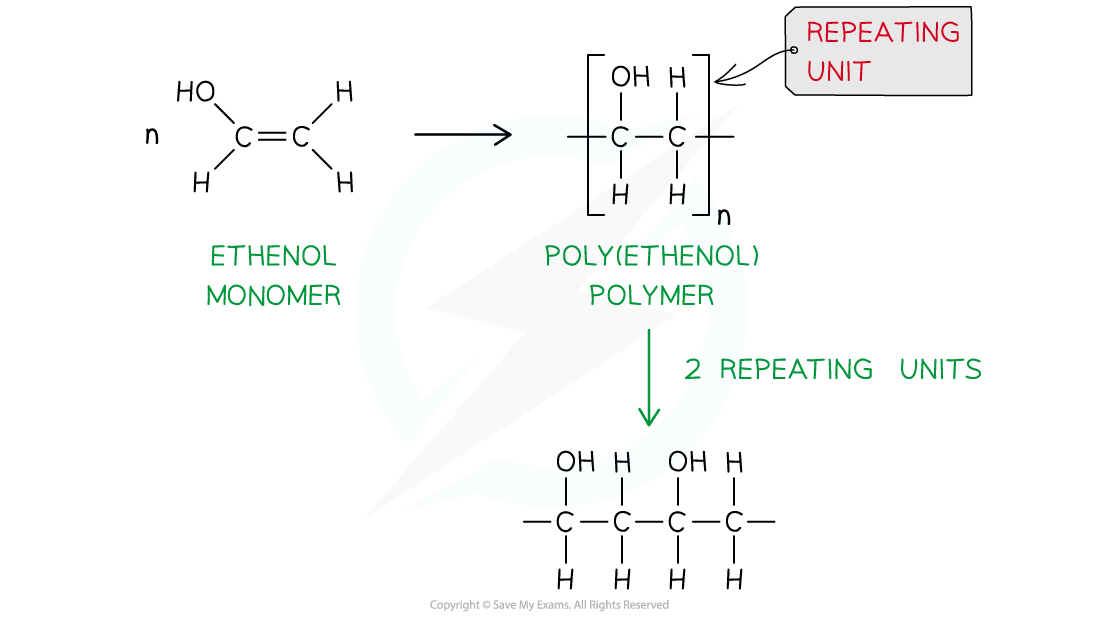 REPEATING
UNIT
OH H
HO H
n C=C C C
H H
H H
n
ETHENOL
MONOMER
POLY(ETHENOL)
POLYMER
2 REPEATING UNITS
OH H OH H
C C C C
H H H H
Copyright © Save My Exams. All Rights Reserved